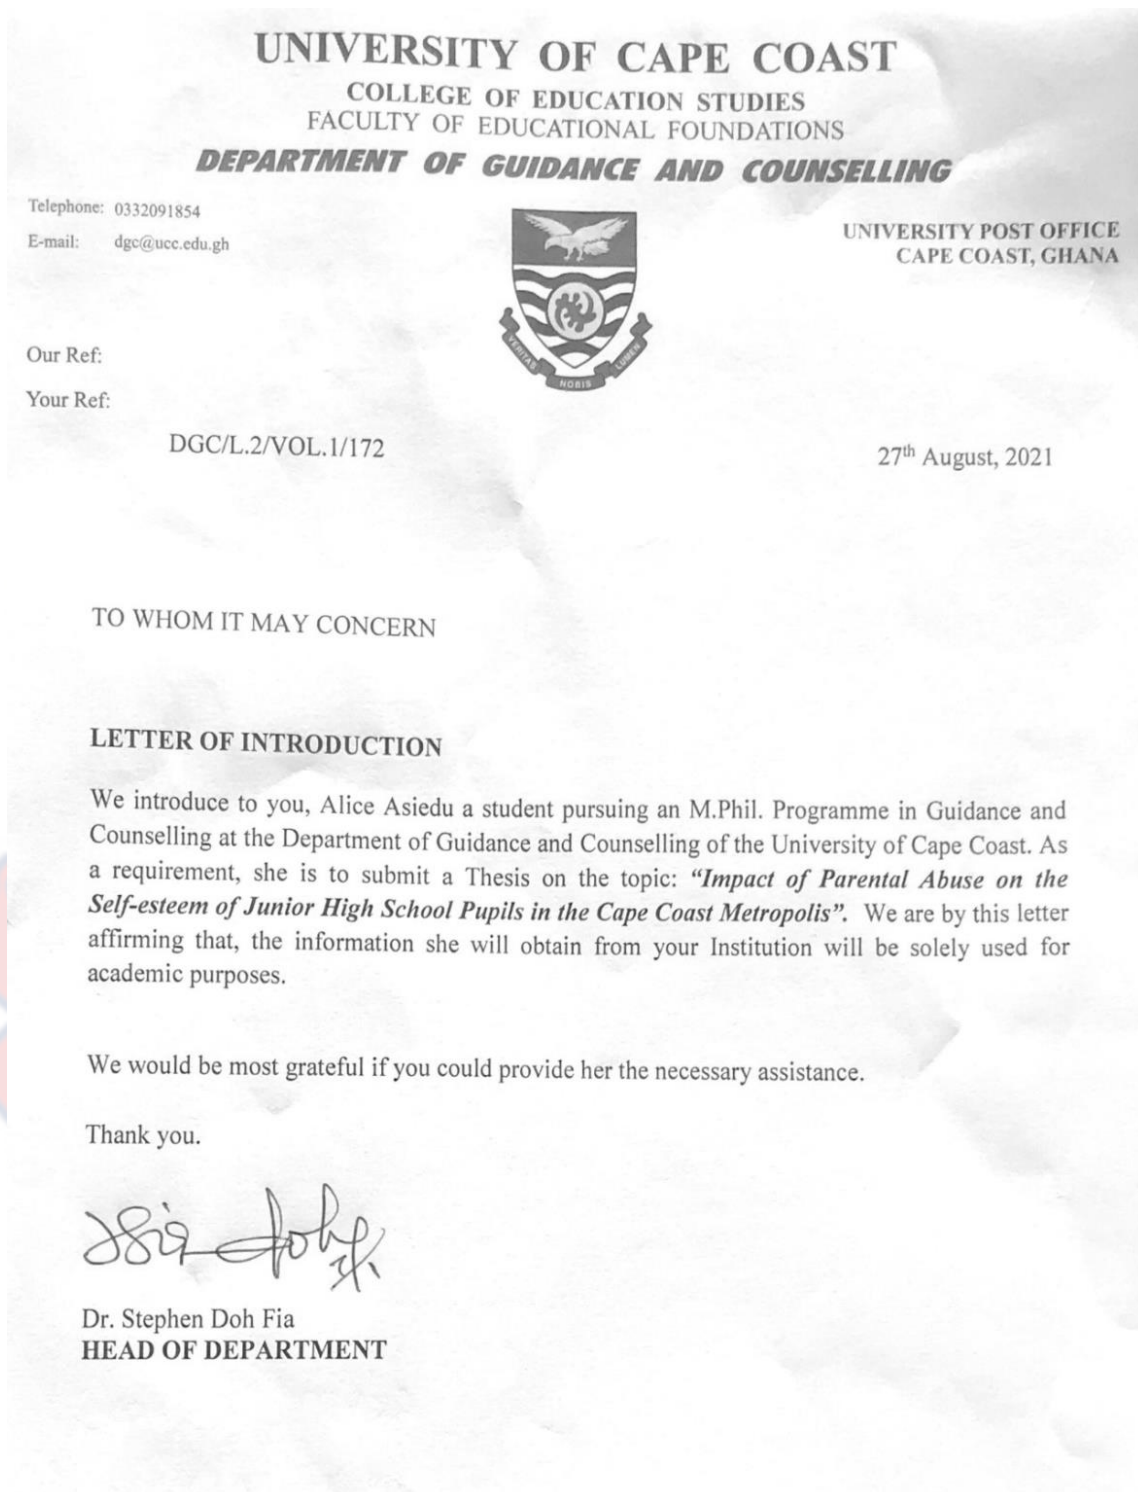 UNIVERSITY OF CAPE COAST
COLLEGE OF EDUCATION STUDIES
FACULTY OF EDUCATIONAL FOUNDATIONS
DEPARTMENT OF GUIDANCE AND COUNSELLING
Telephone: 0332091854
E-mail: dgc@ucc.edu.gh
UNIVERSITY POST OFFICE
CAPE COAST, GHANA
VERITAS NOBIS LUMEN
Our Ref:
Your Ref:
DGC/L.2/VOL.1/172
27th August, 2021
TO WHOM IT MAY CONCERN
LETTER OF INTRODUCTION
We introduce to you, Alice Asiedu a student pursuing an M.Phil. Programme in Guidance and
Counselling at the Department of Guidance and Counselling of the University of Cape Coast. As
a requirement, she is to submit a Thesis on the topic: “Impact of Parental Abuse on the
Self-esteem of Junior High School Pupils in the Cape Coast Metropolis”. We are by this letter
affirming that, the information she will obtain from your Institution will be solely used for
academic purposes.
We would be most grateful if you could provide her the necessary assistance.
Thank you.
Dr. Stephen Doh Fia
HEAD OF DEPARTMENT